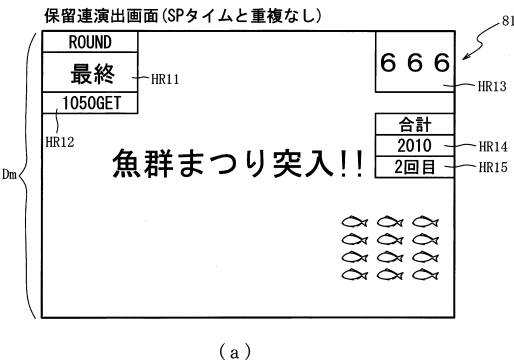 保留連演出画面(SPタイムと重複なし)
81
ROUND
最終
1050GET
HR11
HR12
666
HR13
合計
2010
2回目
HR14
HR15
魚群まつり突入!!
Dm
(a)